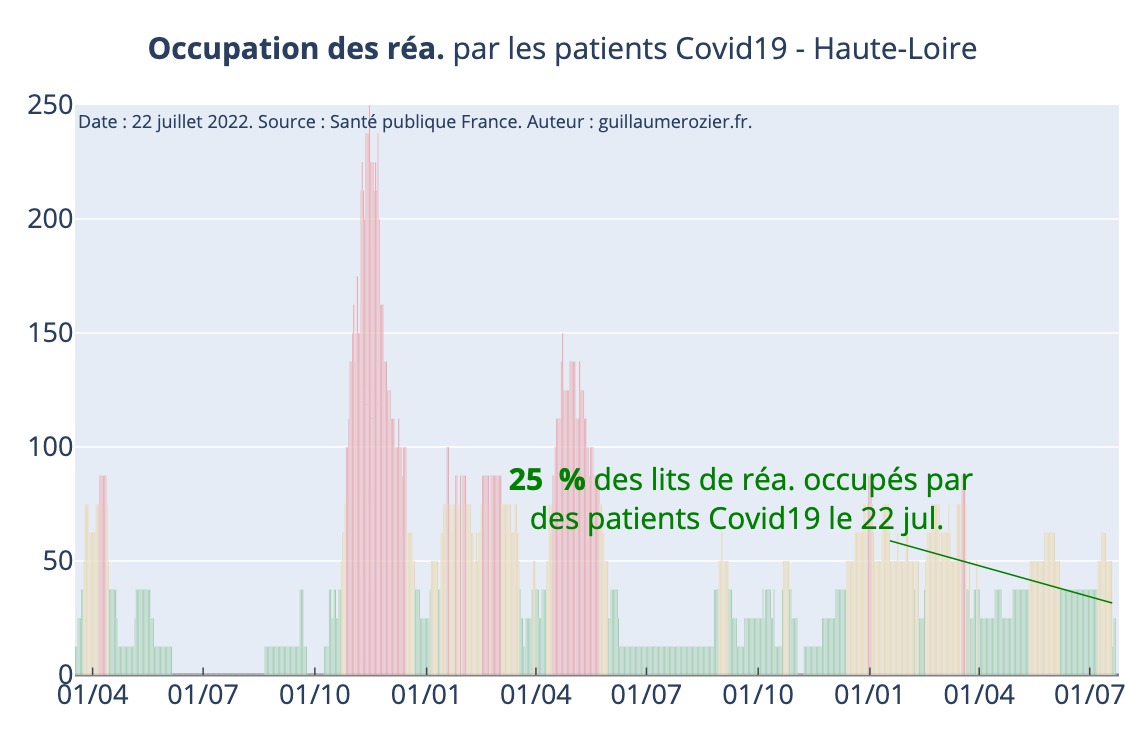 Occupation des réa. par les patients Covid19 - Haute-Loire
250
Date : 22 juillet 2022. Source : Santé publique France. Auteur : guillaumerozier.fr.
200
150
100
25 % des lits de réa. occupés par
des patients Covid19 le 22 jul.
50
0
01/04 01/07 01/10 01/01 01/04 01/07 01/10 01/01 01/04 01/07